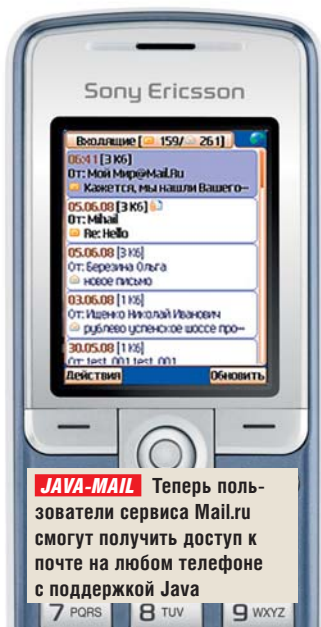 Sony Ericsson
Входящие [ 159/ 261]
06:41 [3 Кб]
От: Мой Мир@Mail.Ru
Кажется, мы нашли Вашего~
05.06.08 [3 Кб]
От: Mihail
Re: Hello
05.06.08 [3 Кб]
От: Березина Ольга
новое письмо
03.06.08 [1 Кб]
От: Ищенко Николай Иванович
рублево успенское шоссе про~
30.05.08 [1 Кб]
От: test_001 test_001
Действия Обновить
JAVA-MAIL Теперь поль-
зователи сервиса Mail.ru
смогут получить доступ к
почте на любом телефоне
с поддержкой Java
7 PQRS 8 TUV 9 WXYZ